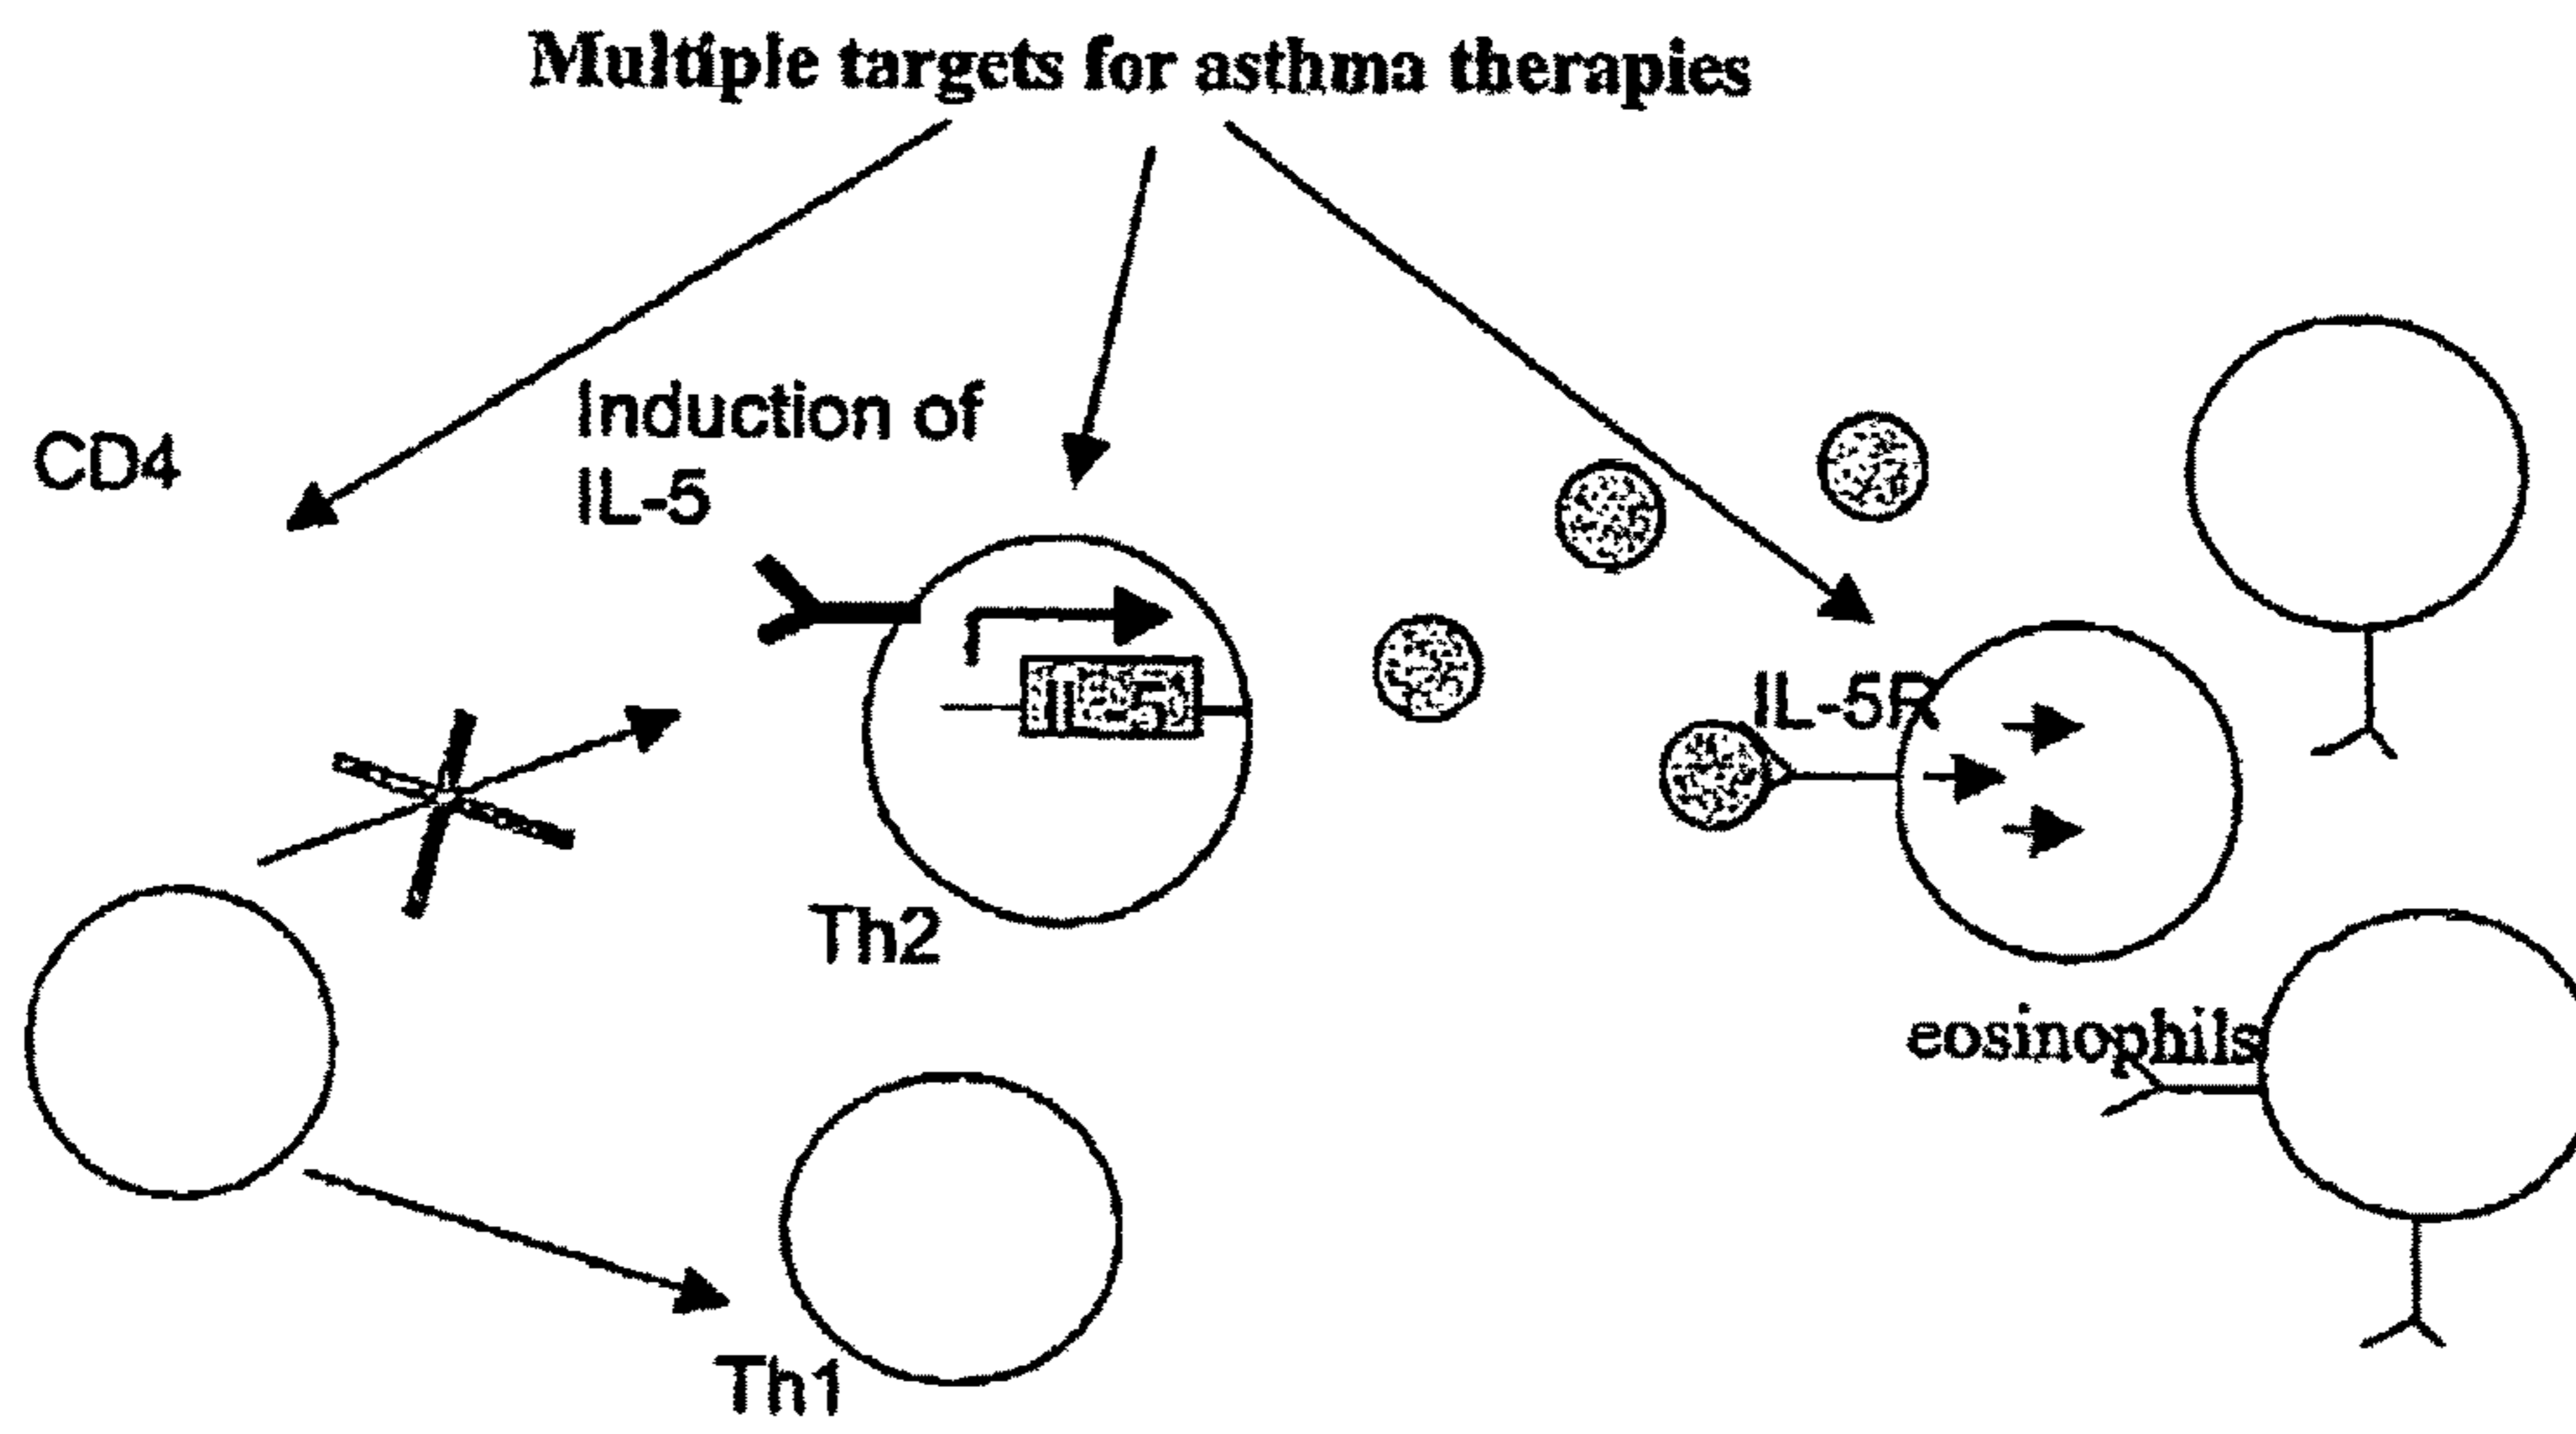 Multiple targets for asthma therapies
CD4
Induction of
IL-5
IL-5
IL-5R
Th2
eosinophils
Th1